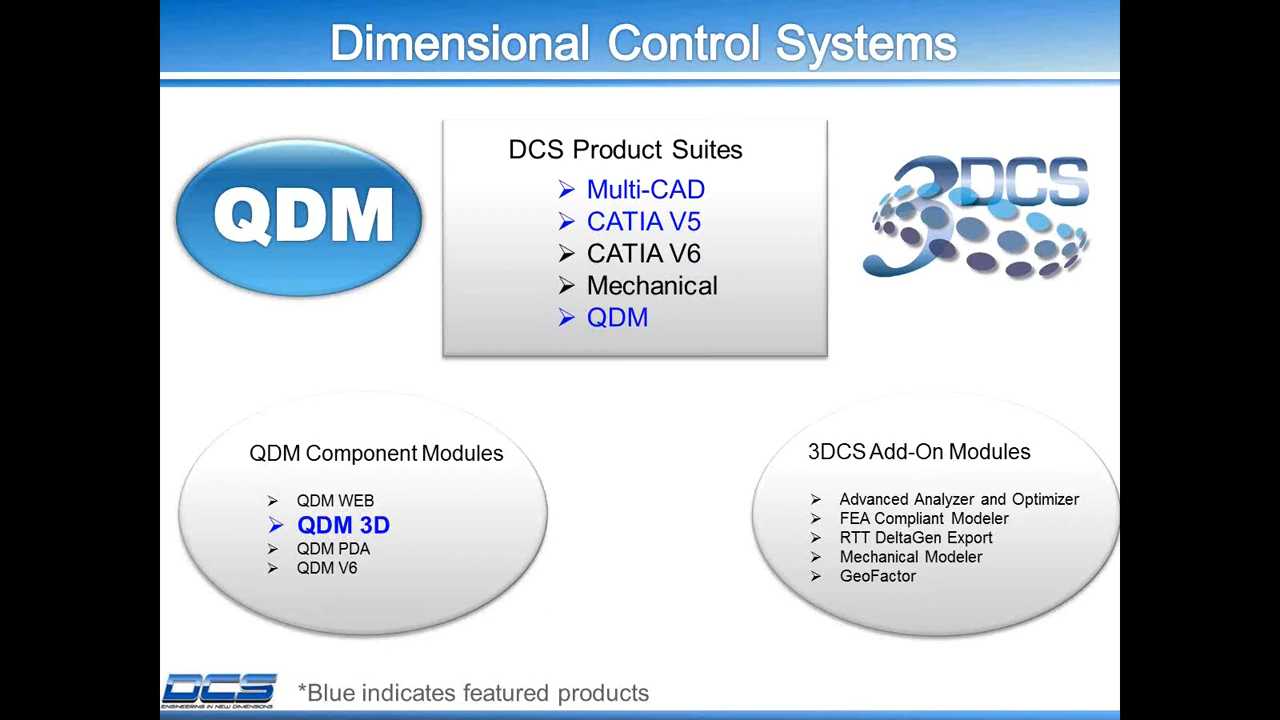 Dimensional Control Systems
QDM
DCS Product Suites
Multi-CAD
CATIA V5
CATIA V6
Mechanical
QDM
3DCS
QDM Component Modules
QDM WEB
QDM 3D
QDM PDA
QDM V6
3DCS Add-On Modules
Advanced Analyzer and Optimizer
FEA Compliant Modeler
RTT DeltaGen Export
Mechanical Modeler
GeoFactor
DCS
ENGINEERING IN NEW DIMENSIONS
*Blue indicates featured products